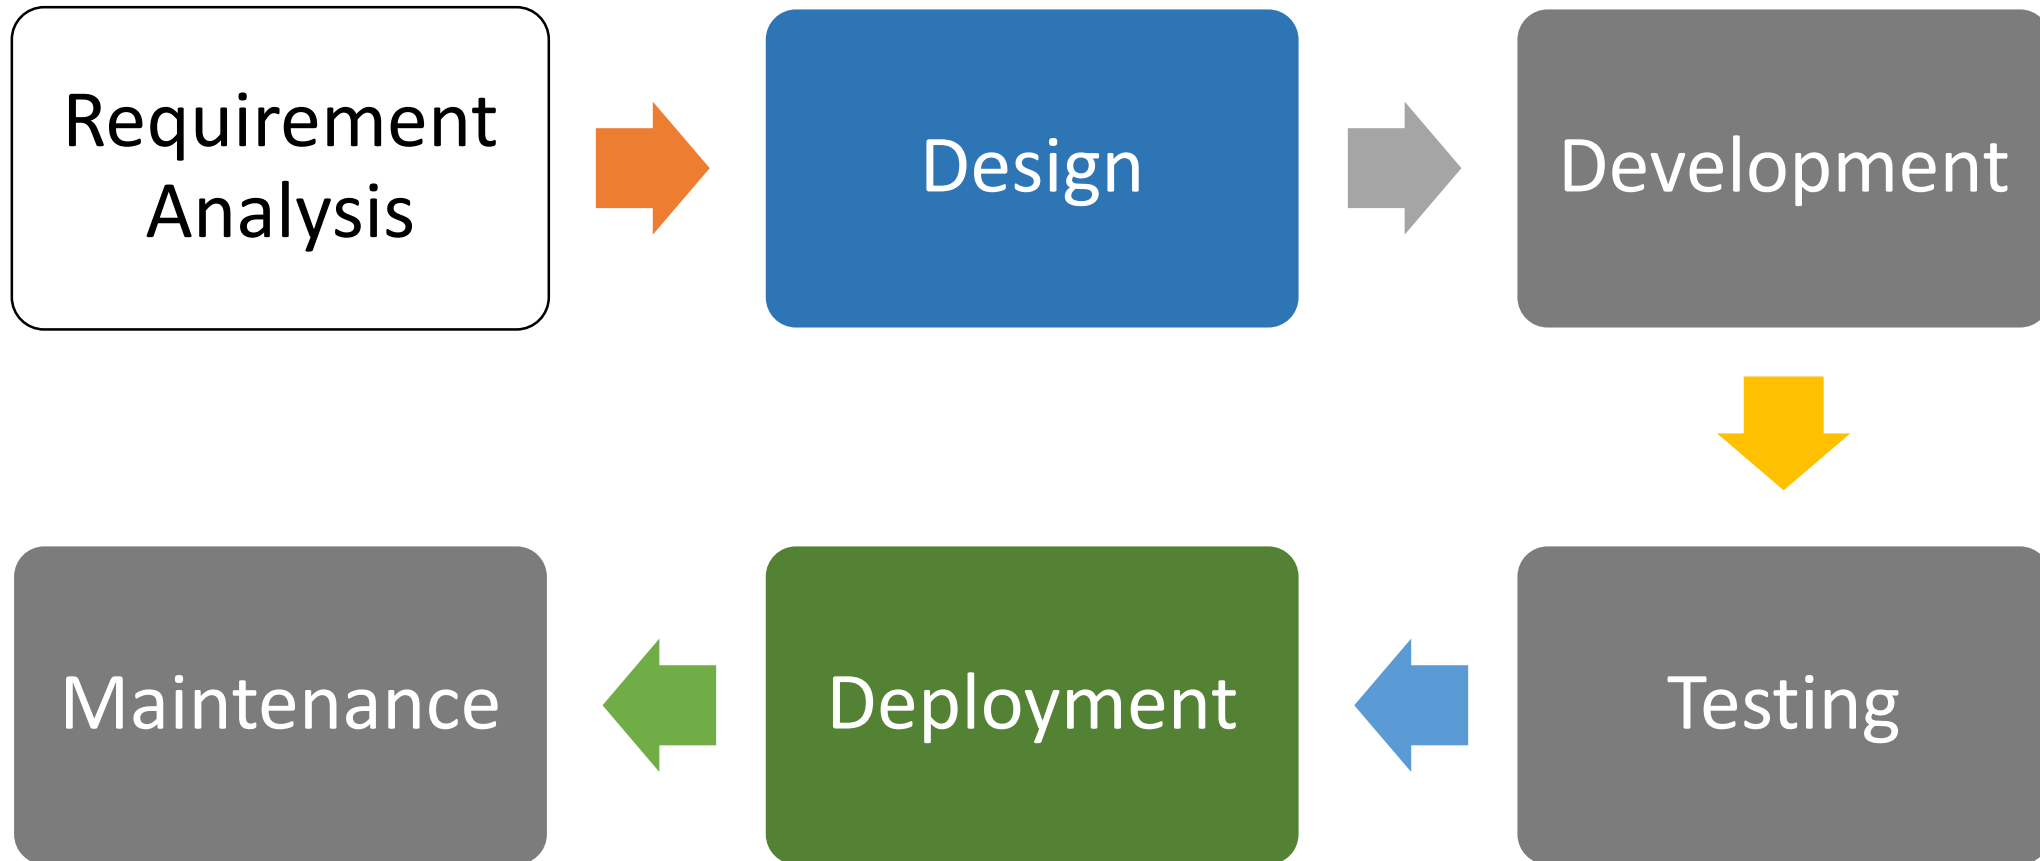 Requirement
Analysis
Design
Development
Testing
Deployment
Maintenance